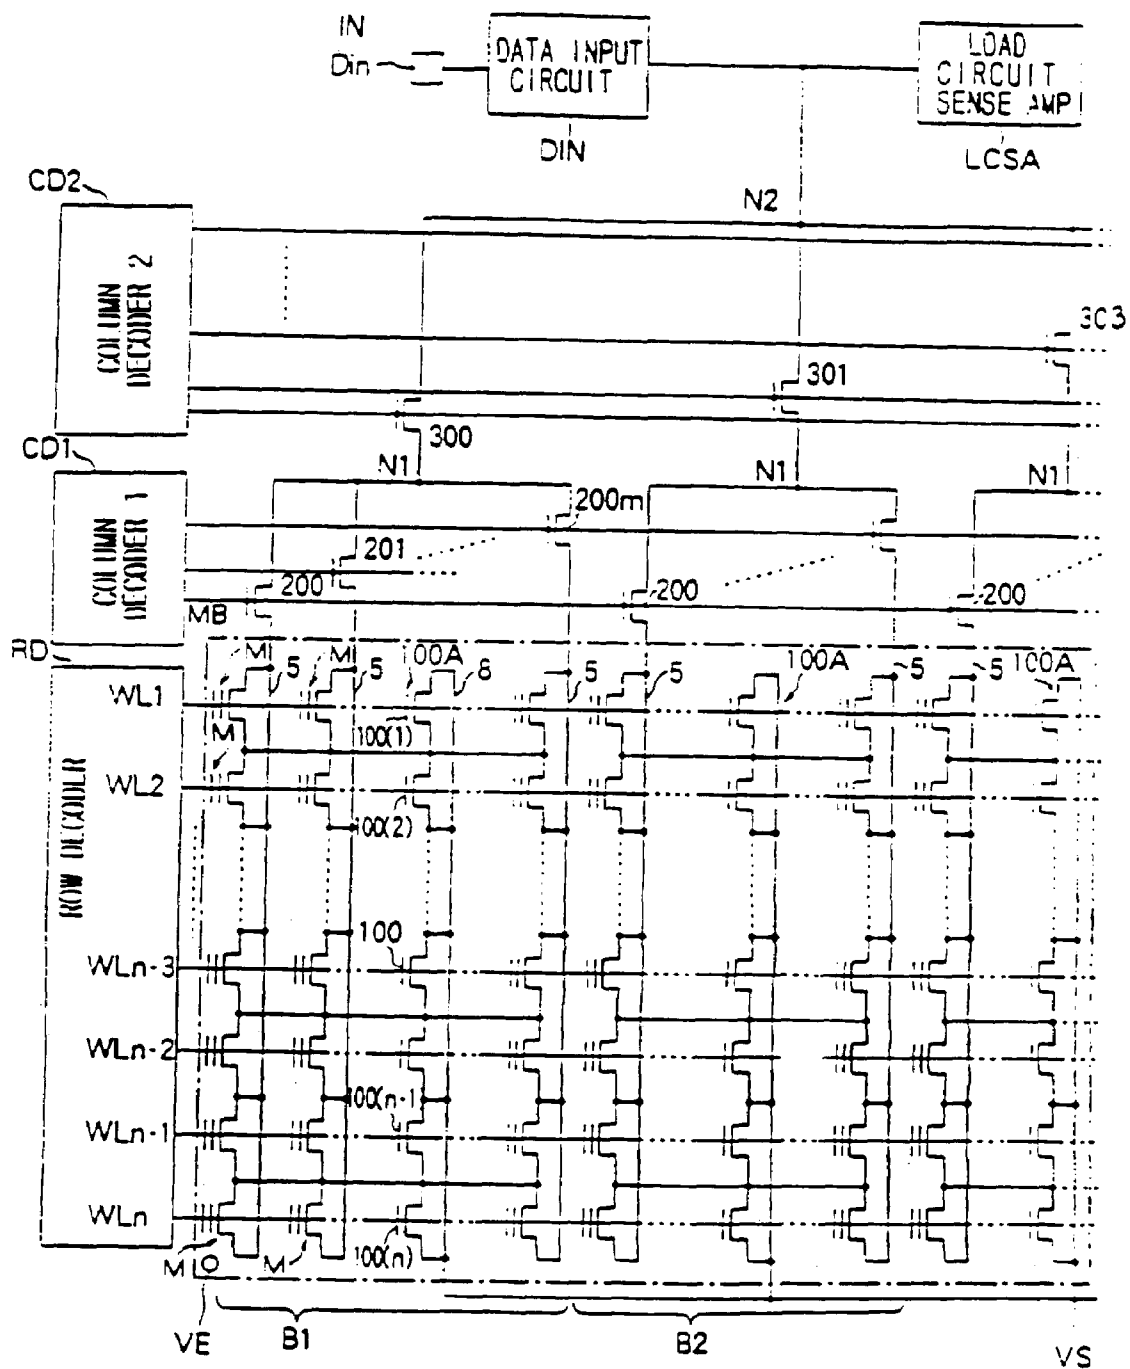 IN
Din
DATA INPUT
CIRCUIT
DIN
LOAD
CIRCUIT
SENSE AMP
LCSA
CD2
N2
COLUMN
DECODER 2
303
301
300
CD1
N1
N1
N1
COLUMN
DECODER 1
200m
201
200
200
200
MB
RD
M
5
M
5
00A
8
5
5
100A
5
5
100A
WL1
100(1)
M
WL2
100(2)
ROW DECODER
100
WLn-3
WLn-2
100(n-1
WLn-1
WLn
M
M
100(n)
VE
B1
B2
VS